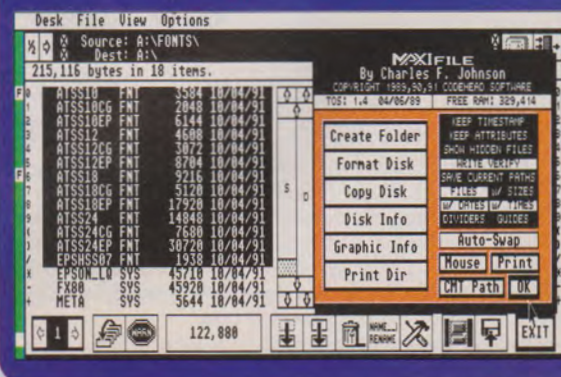 Desk File View Options
Source: A:\FONTS\
Dest: A:\
215,116 bytes in 18 items.
ATSS10 FNT 3584 10/04/91
ATSS10CG FNT 2048 10/04/91
ATSS10EP FNT 6144 10/04/91
ATSS12 FNT 4608 10/04/91
ATSS12CG FNT 3072 10/04/91
ATSS12EP FNT 8704 10/04/91
ATSS18 FNT 9216 10/04/91
ATSS18CG FNT 5120 10/04/91
ATSS18EP FNT 17920 10/04/91
ATSS24 FNT 14848 10/04/91
ATSS24CG FNT 7680 10/04/91
ATSS24EP FNT 30720 10/04/91
EPSHSS07 FNT 1938 10/04/91
EPSON_LQ SYS 45710 10/04/91
FX80 SYS 45920 10/04/91
META SYS 5644 10/04/91
S D
MAXIFILE
By Charles F. Johnson
COPYRIGHT 1989,90,91 CODEHEAD SOFTWARE
TOS: 1.4 04/06/89 FREE RAM: 329,414
Create Folder
Format Disk
Copy Disk
Disk Info
Graphic Info
Print Dir
KEEP TIMESTAMP
KEEP ATTRIBUTES
SHOW HIDDEN FILES
WRITE VERIFY
SAVE CURRENT PATHS
FILES W/ SIZES
W/ DATES W/ TIMES
DIVIDERS GUIDES
Auto-Swap
Mouse Print
CMT Path OK
1
122,880
NAME...
RENAME
EXIT